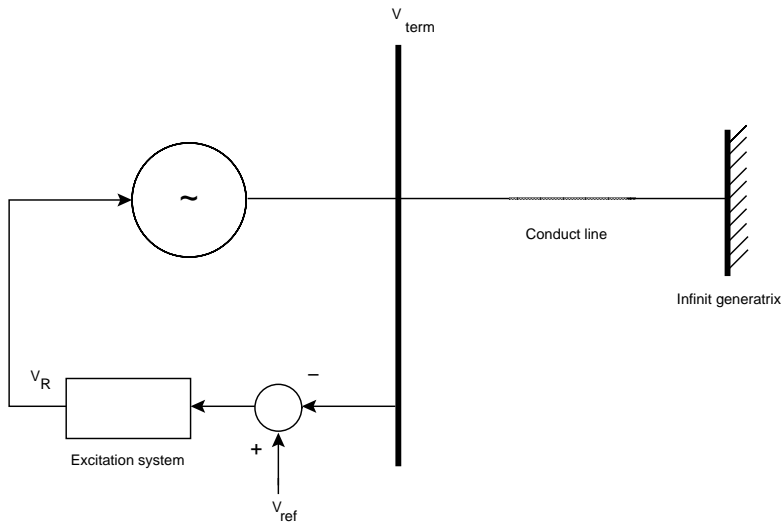 V term
~
Conduct line
Infinit generatrix
V R
−
+
Excitation system
V ref